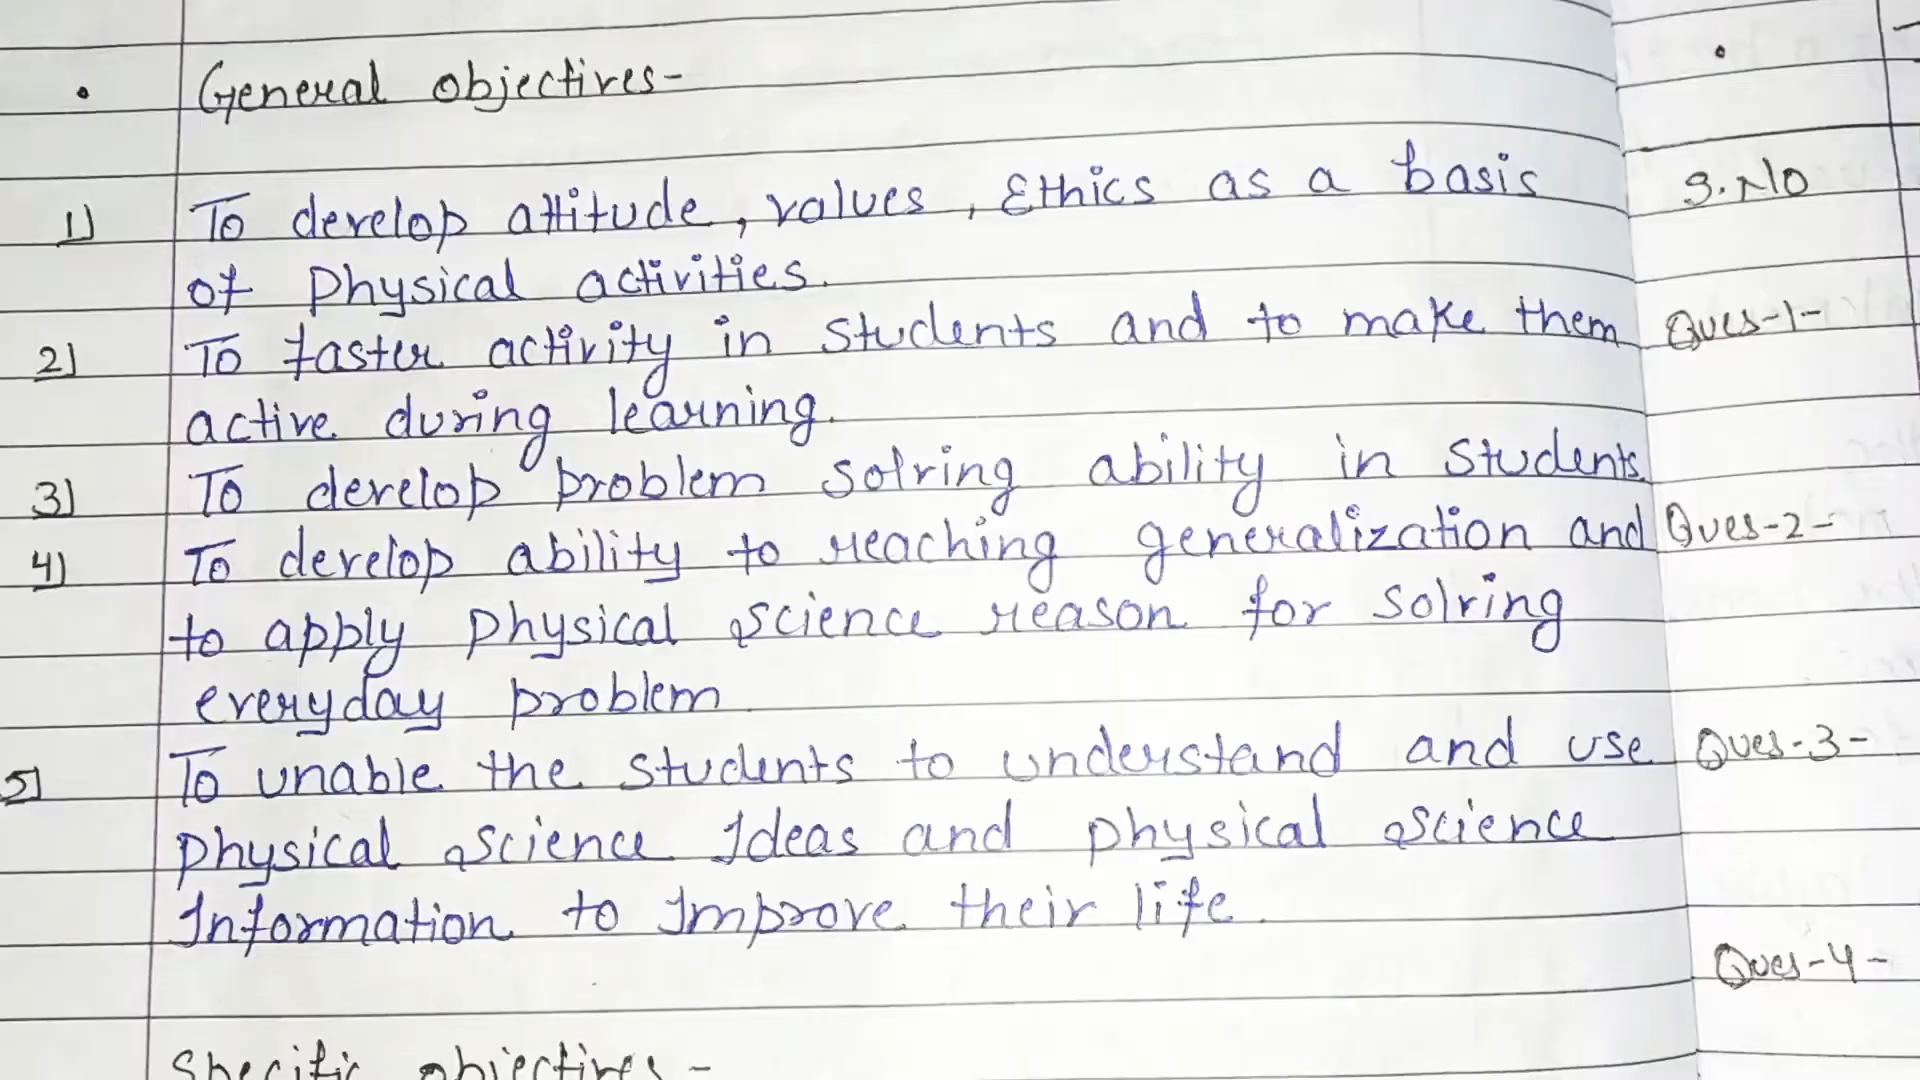 General objectives-
1) To develop attitude, values, Ethics as a basis
of Physical activities.
2) To faster activity in students and to make them
active during learning.
3) To develop problem solving ability in students.
4) To develop ability to reaching generalization and
to apply physical science reason for solving
everyday problem
5) To unable the students to understand and use
physical science Ideas and physical science
Information to Improve their life.
Specific objectives-
S.No
Ques-1-
Ques-2-
Ques-3-
Ques-4-